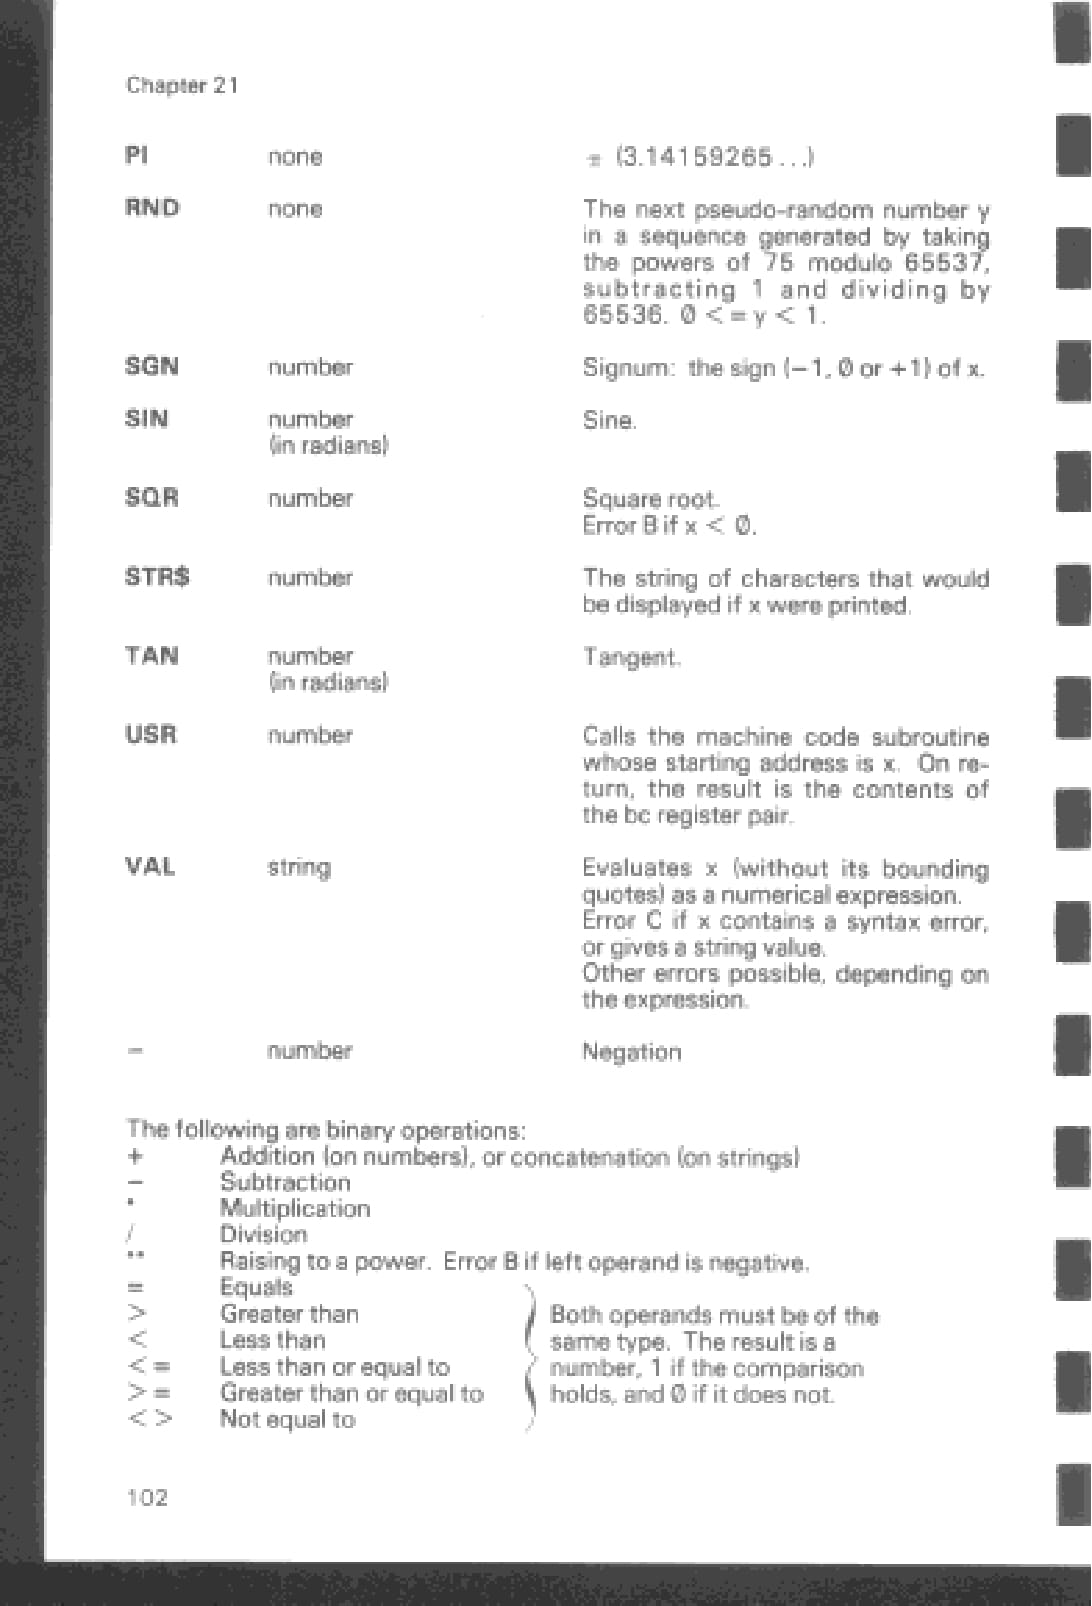 Chapter 21
PI none π (3.14159265...)
RND none The next pseudo-random number y
in a sequence generated by taking
the powers of 75 modulo 65537,
subtracting 1 and dividing by
65536. 0 <= y < 1.
SGN number Signum: the sign (−1, 0 or +1) of x.
SIN number Sine.
(in radians)
SQR number Square root.
Error B if x < 0.
STR$ number The string of characters that would
be displayed if x were printed.
TAN number Tangent.
(in radians)
USR number Calls the machine code subroutine
whose starting address is x. On re-
turn, the result is the contents of
the bc register pair.
VAL string Evaluates x (without its bounding
quotes) as a numerical expression.
Error C if x contains a syntax error,
or gives a string value.
Other errors possible, depending on
the expression.
− number Negation
The following are binary operations:
+ Addition (on numbers), or concatenation (on strings)
− Subtraction
* Multiplication
/ Division
** Raising to a power. Error B if left operand is negative.
= Equals
> Greater than Both operands must be of the
< Less than same type. The result is a
<= Less than or equal to number, 1 if the comparison
>= Greater than or equal to holds, and 0 if it does not.
<> Not equal to
102